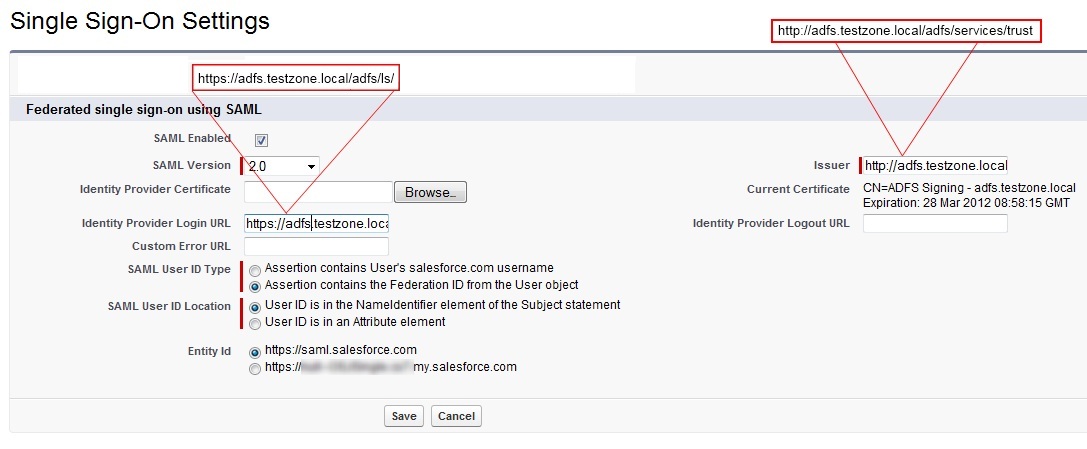 Single Sign-On Settings
http://adfs.testzone.local/adfs/services/trust
https://adfs.testzone.local/adfs/ls/
Federated single sign-on using SAML
SAML Enabled
SAML Version 2.0
Issuer http://adfs.testzone.local
Identity Provider Certificate Browse...
Current Certificate CN=ADFS Signing - adfs.testzone.local
Expiration: 28 Mar 2012 08:58:15 GMT
Identity Provider Login URL https://adfs.testzone.loca
Identity Provider Logout URL
Custom Error URL
SAML User ID Type Assertion contains User's salesforce.com username
Assertion contains the Federation ID from the User object
SAML User ID Location User ID is in the NameIdentifier element of the Subject statement
User ID is in an Attribute element
Entity Id https://saml.salesforce.com
https:// my.salesforce.com
Save Cancel